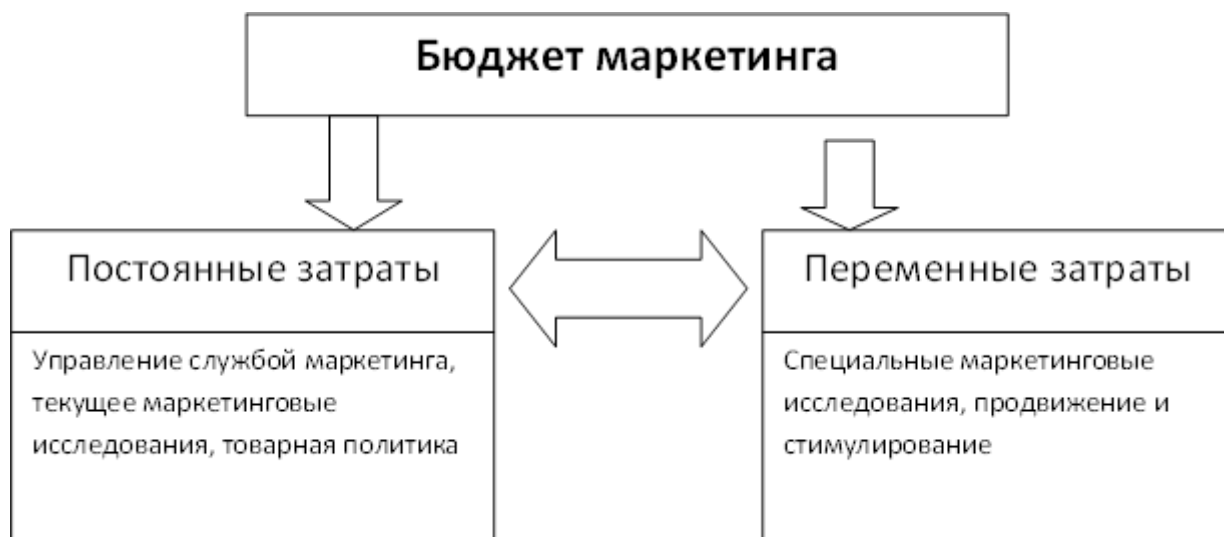 Бюджет маркетинга
Постоянные затраты
Управление службой маркетинга,
текущее маркетинговые
исследования, товарная политика
Переменные затраты
Специальные маркетинговые
исследования, продвижение и
стимулирование